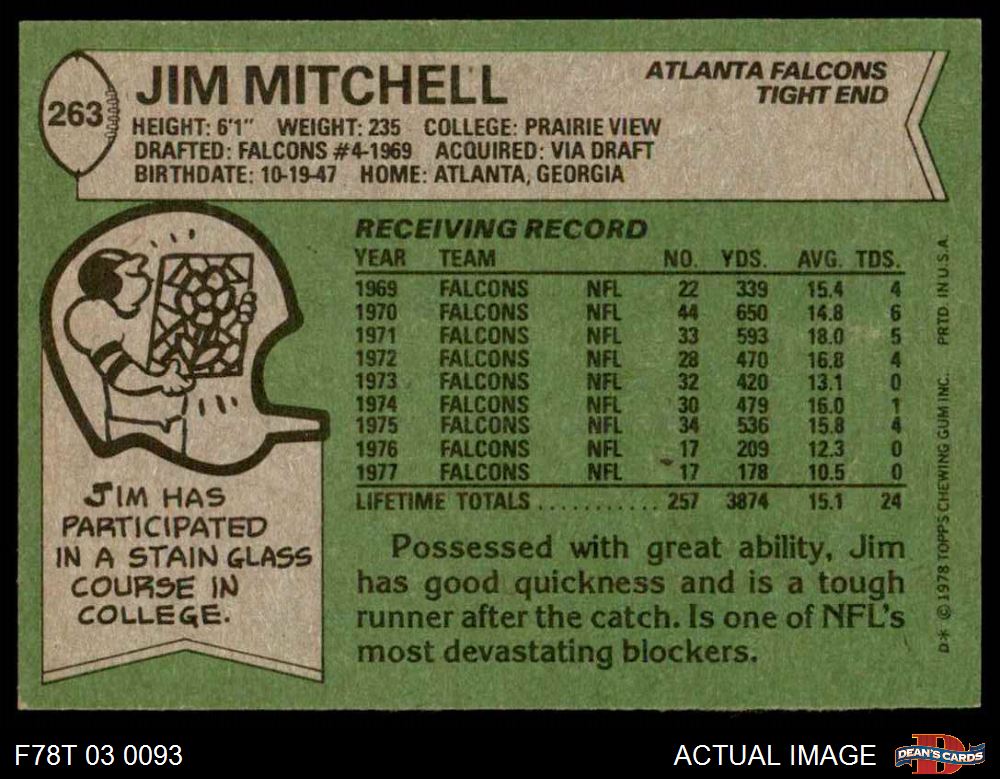 263
JIM MITCHELL
ATLANTA FALCONS
TIGHT END
HEIGHT: 6'1" WEIGHT: 235 COLLEGE: PRAIRIE VIEW
DRAFTED: FALCONS #4-1969 ACQUIRED: VIA DRAFT
BIRTHDATE: 10-19-47 HOME: ATLANTA, GEORGIA
RECEIVING RECORD
YEAR TEAM NO. YDS. AVG. TDS.
1969 FALCONS NFL 22 339 15.4 4
1970 FALCONS NFL 44 650 14.8 6
1971 FALCONS NFL 33 593 18.0 5
1972 FALCONS NFL 28 470 16.8 4
1973 FALCONS NFL 32 420 13.1 0
1974 FALCONS NFL 30 479 16.0 1
1975 FALCONS NFL 34 536 15.8 4
1976 FALCONS NFL 17 209 12.3 0
1977 FALCONS NFL 17 178 10.5 0
LIFETIME TOTALS........... 257 3874 15.1 24
JIM HAS
PARTICIPATED
IN A STAIN GLASS
COURSE IN
COLLEGE.
Possessed with great ability, Jim
has good quickness and is a tough
runner after the catch. Is one of NFL's
most devastating blockers.
D* © 1978 TOPPS CHEWING GUM INC. PRTD. IN U.S.A.
F78T 03 0093
ACTUAL IMAGE
DEAN'S CARDS